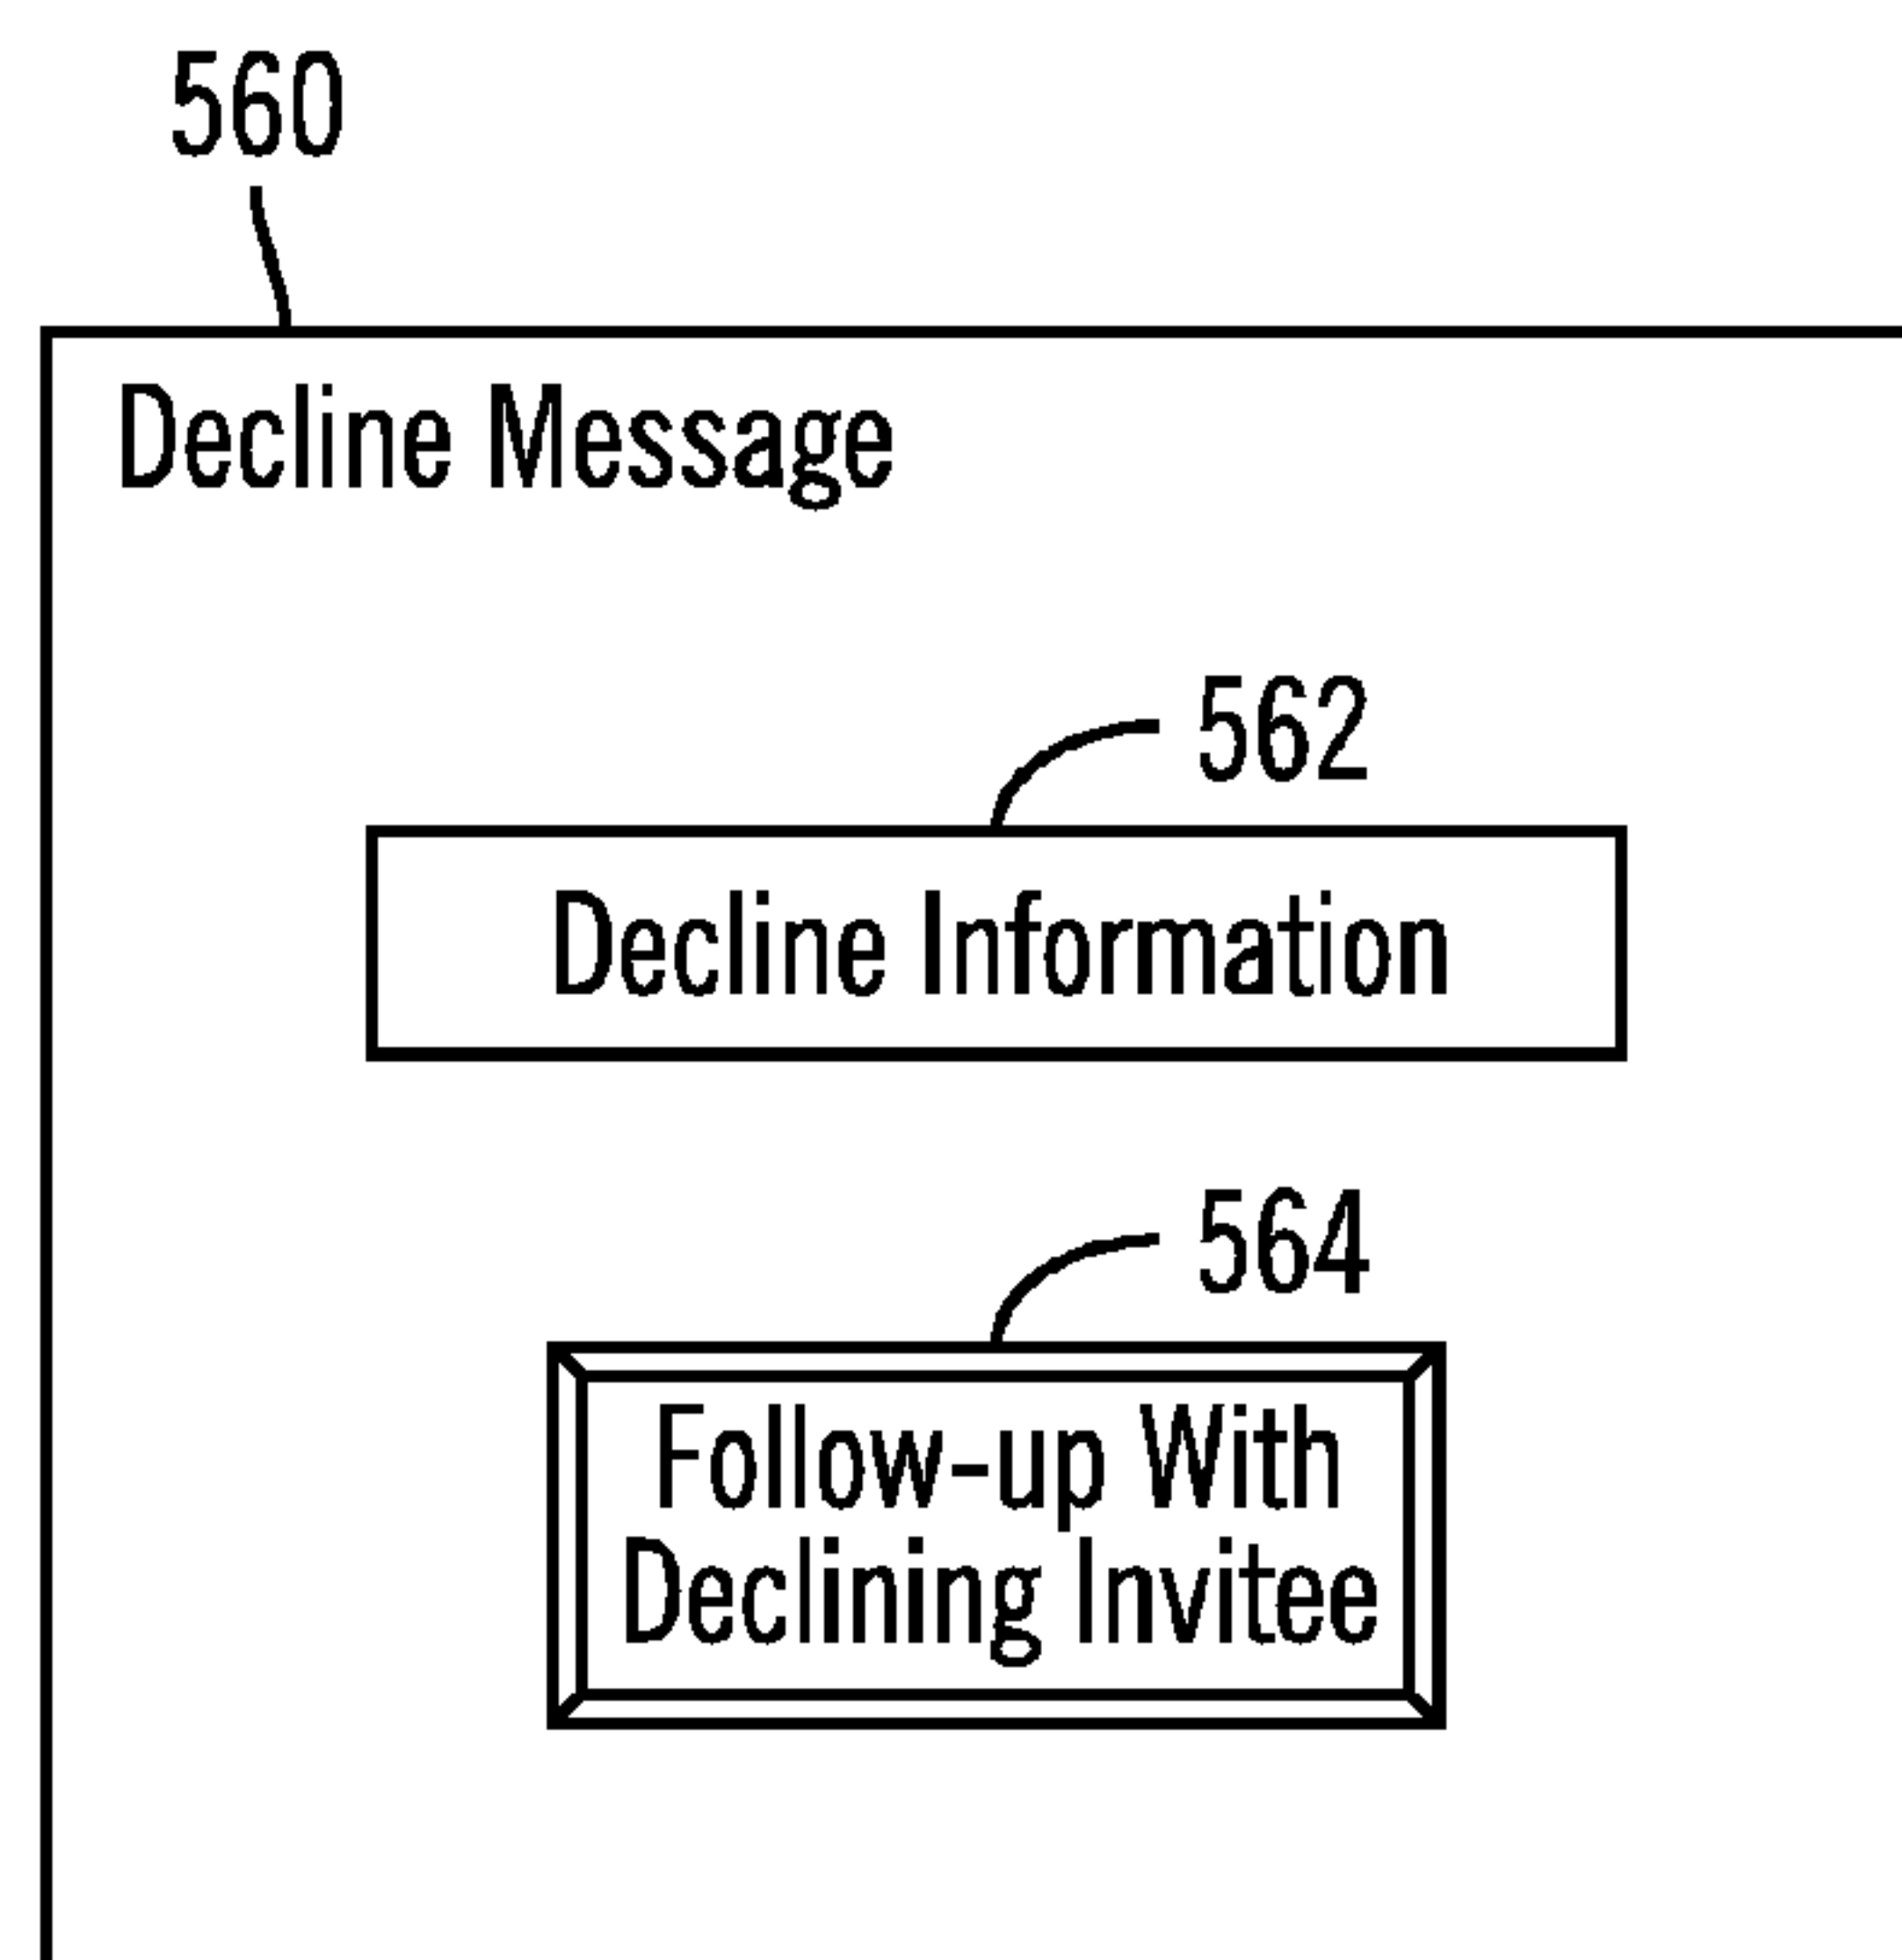 560
Decline Message
562
Decline Information
564
Follow-up With
Declining Invitee